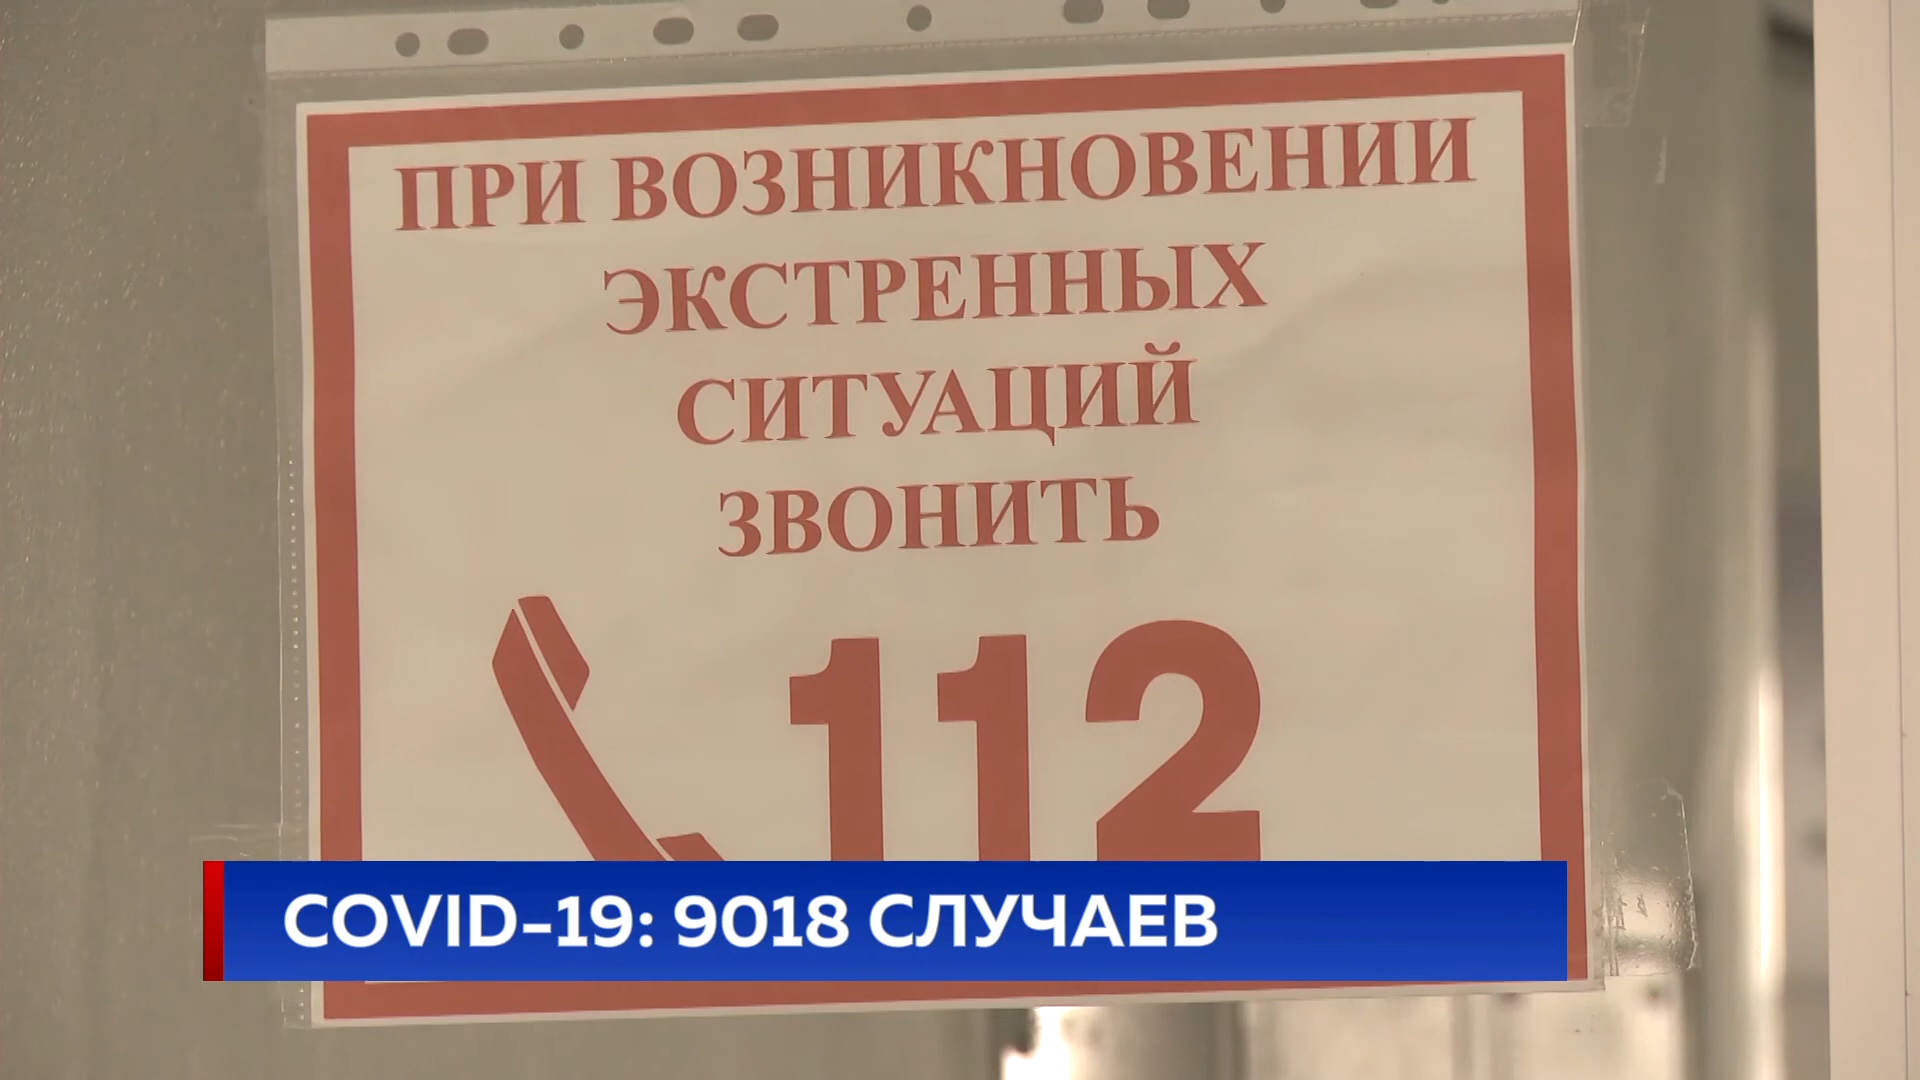 ПРИ ВОЗНИКНОВЕНИИ
ЭКСТРЕННЫХ
СИТУАЦИЙ
ЗВОНИТЬ
112
COVID-19: 9018 СЛУЧАЕВ